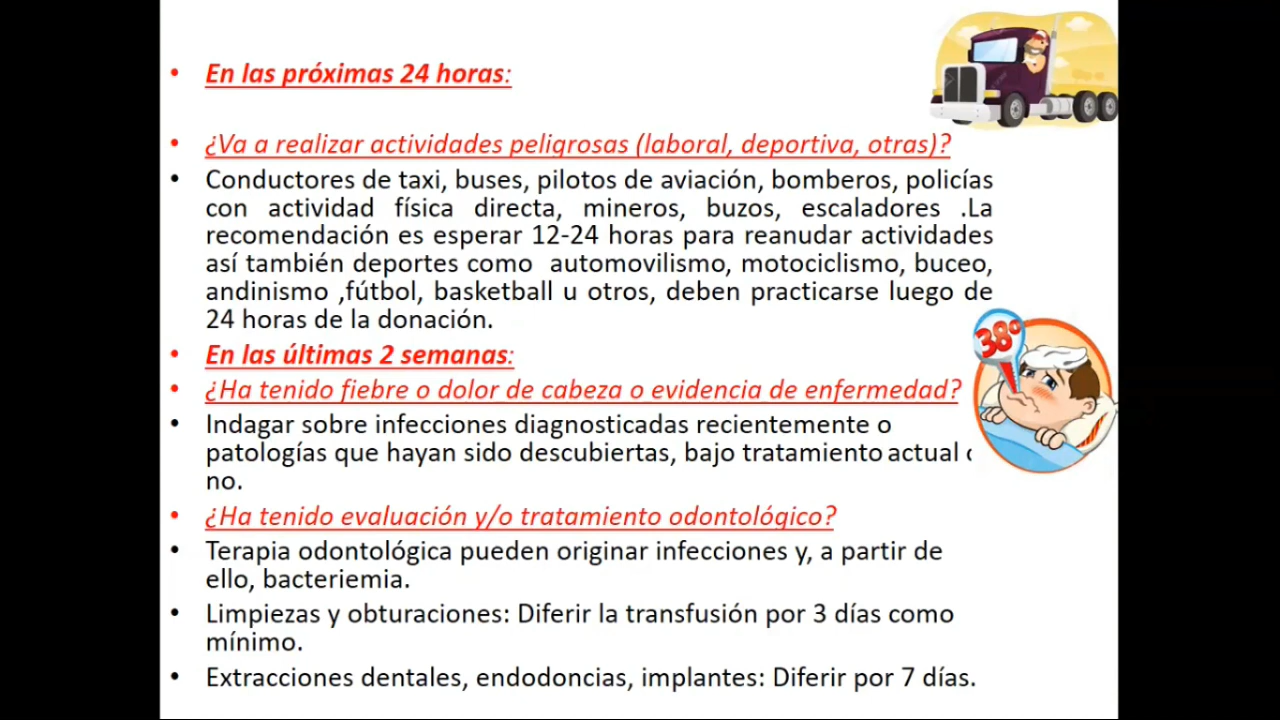 En las próximas 24 horas:
¿Va a realizar actividades peligrosas (laboral, deportiva, otras)?
Conductores de taxi, buses, pilotos de aviación, bomberos, policías
con actividad física directa, mineros, buzos, escaladores .La
recomendación es esperar 12-24 horas para reanudar actividades
así también deportes como automovilismo, motociclismo, buceo,
andinismo ,fútbol, basketball u otros, deben practicarse luego de
24 horas de la donación.
En las últimas 2 semanas:
¿Ha tenido fiebre o dolor de cabeza o evidencia de enfermedad?
38º
Indagar sobre infecciones diagnosticadas recientemente o
patologías que hayan sido descubiertas, bajo tratamiento actual
no.
¿Ha tenido evaluación y/o tratamiento odontológico?
Terapia odontológica pueden originar infecciones y, a partir de
ello, bacteriemia.
Limpiezas y obturaciones: Diferir la transfusión por 3 días como
mínimo.
Extracciones dentales, endodoncias, implantes: Diferir por 7 días.